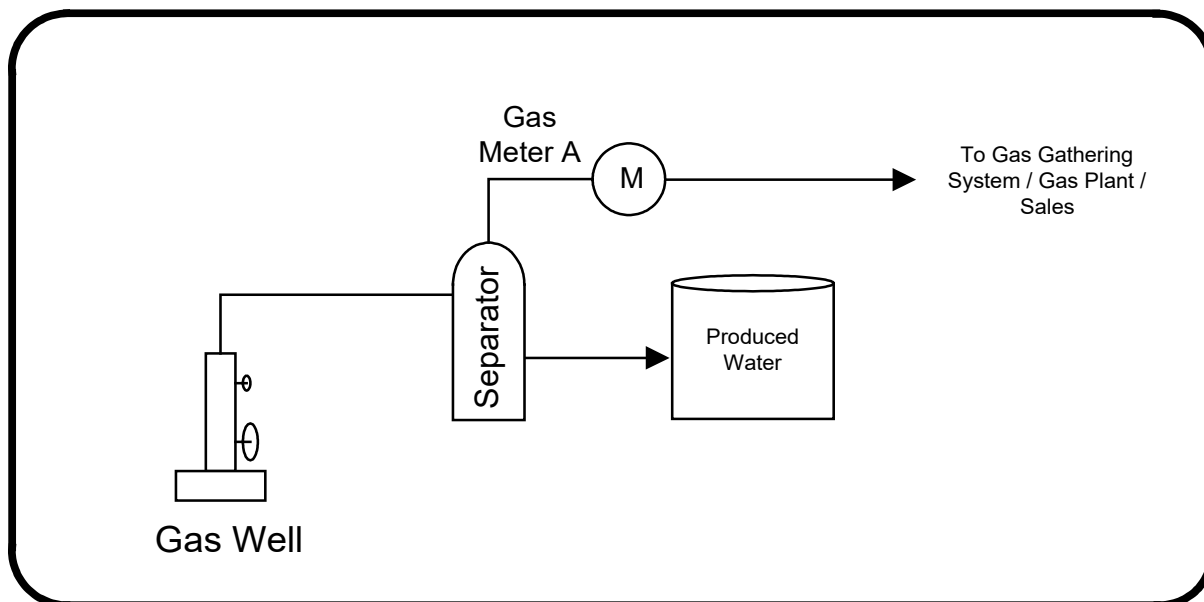 Gas
Meter A
M
To Gas Gathering
System / Gas Plant /
Sales
Separator
Produced
Water
Gas Well